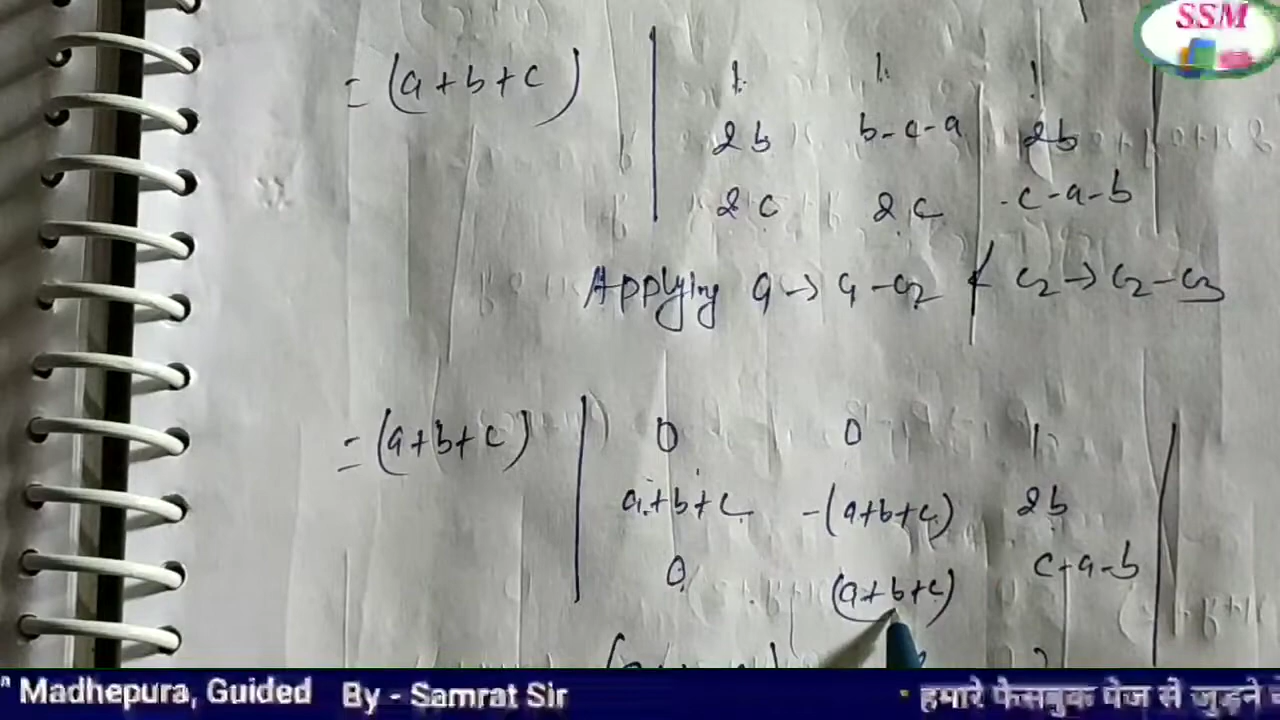 SSM
= (a+b+c) | 1 1 1 |
2b b-c-a 2b
2c 2c c-a-b
Applying C1 → C1 - C2 & C2 → C2 - C3
= (a+b+c) | 0 0 1 |
a+b+c -(a+b+c) 2b
0 (a+b+c) c-a-b
Madhepura, Guided By - Samrat Sir हमारे फेसबुक पेज से जुड़ने